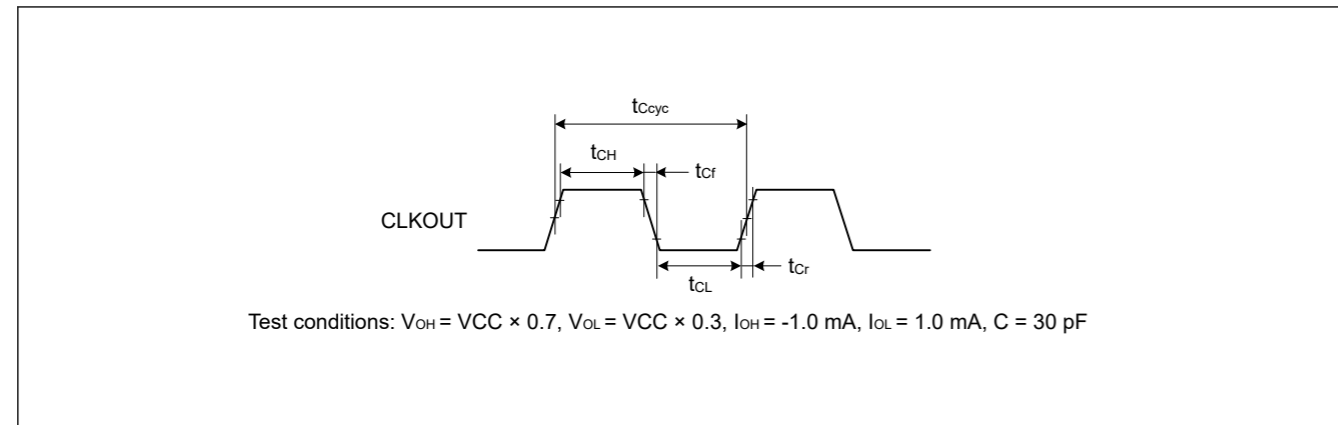 tCcyc
tCH
tCf
CLKOUT
tCr
tCL
Test conditions: VOH = VCC × 0.7, VOL = VCC × 0.3, IOH = -1.0 mA, IOL = 1.0 mA, C = 30 pF